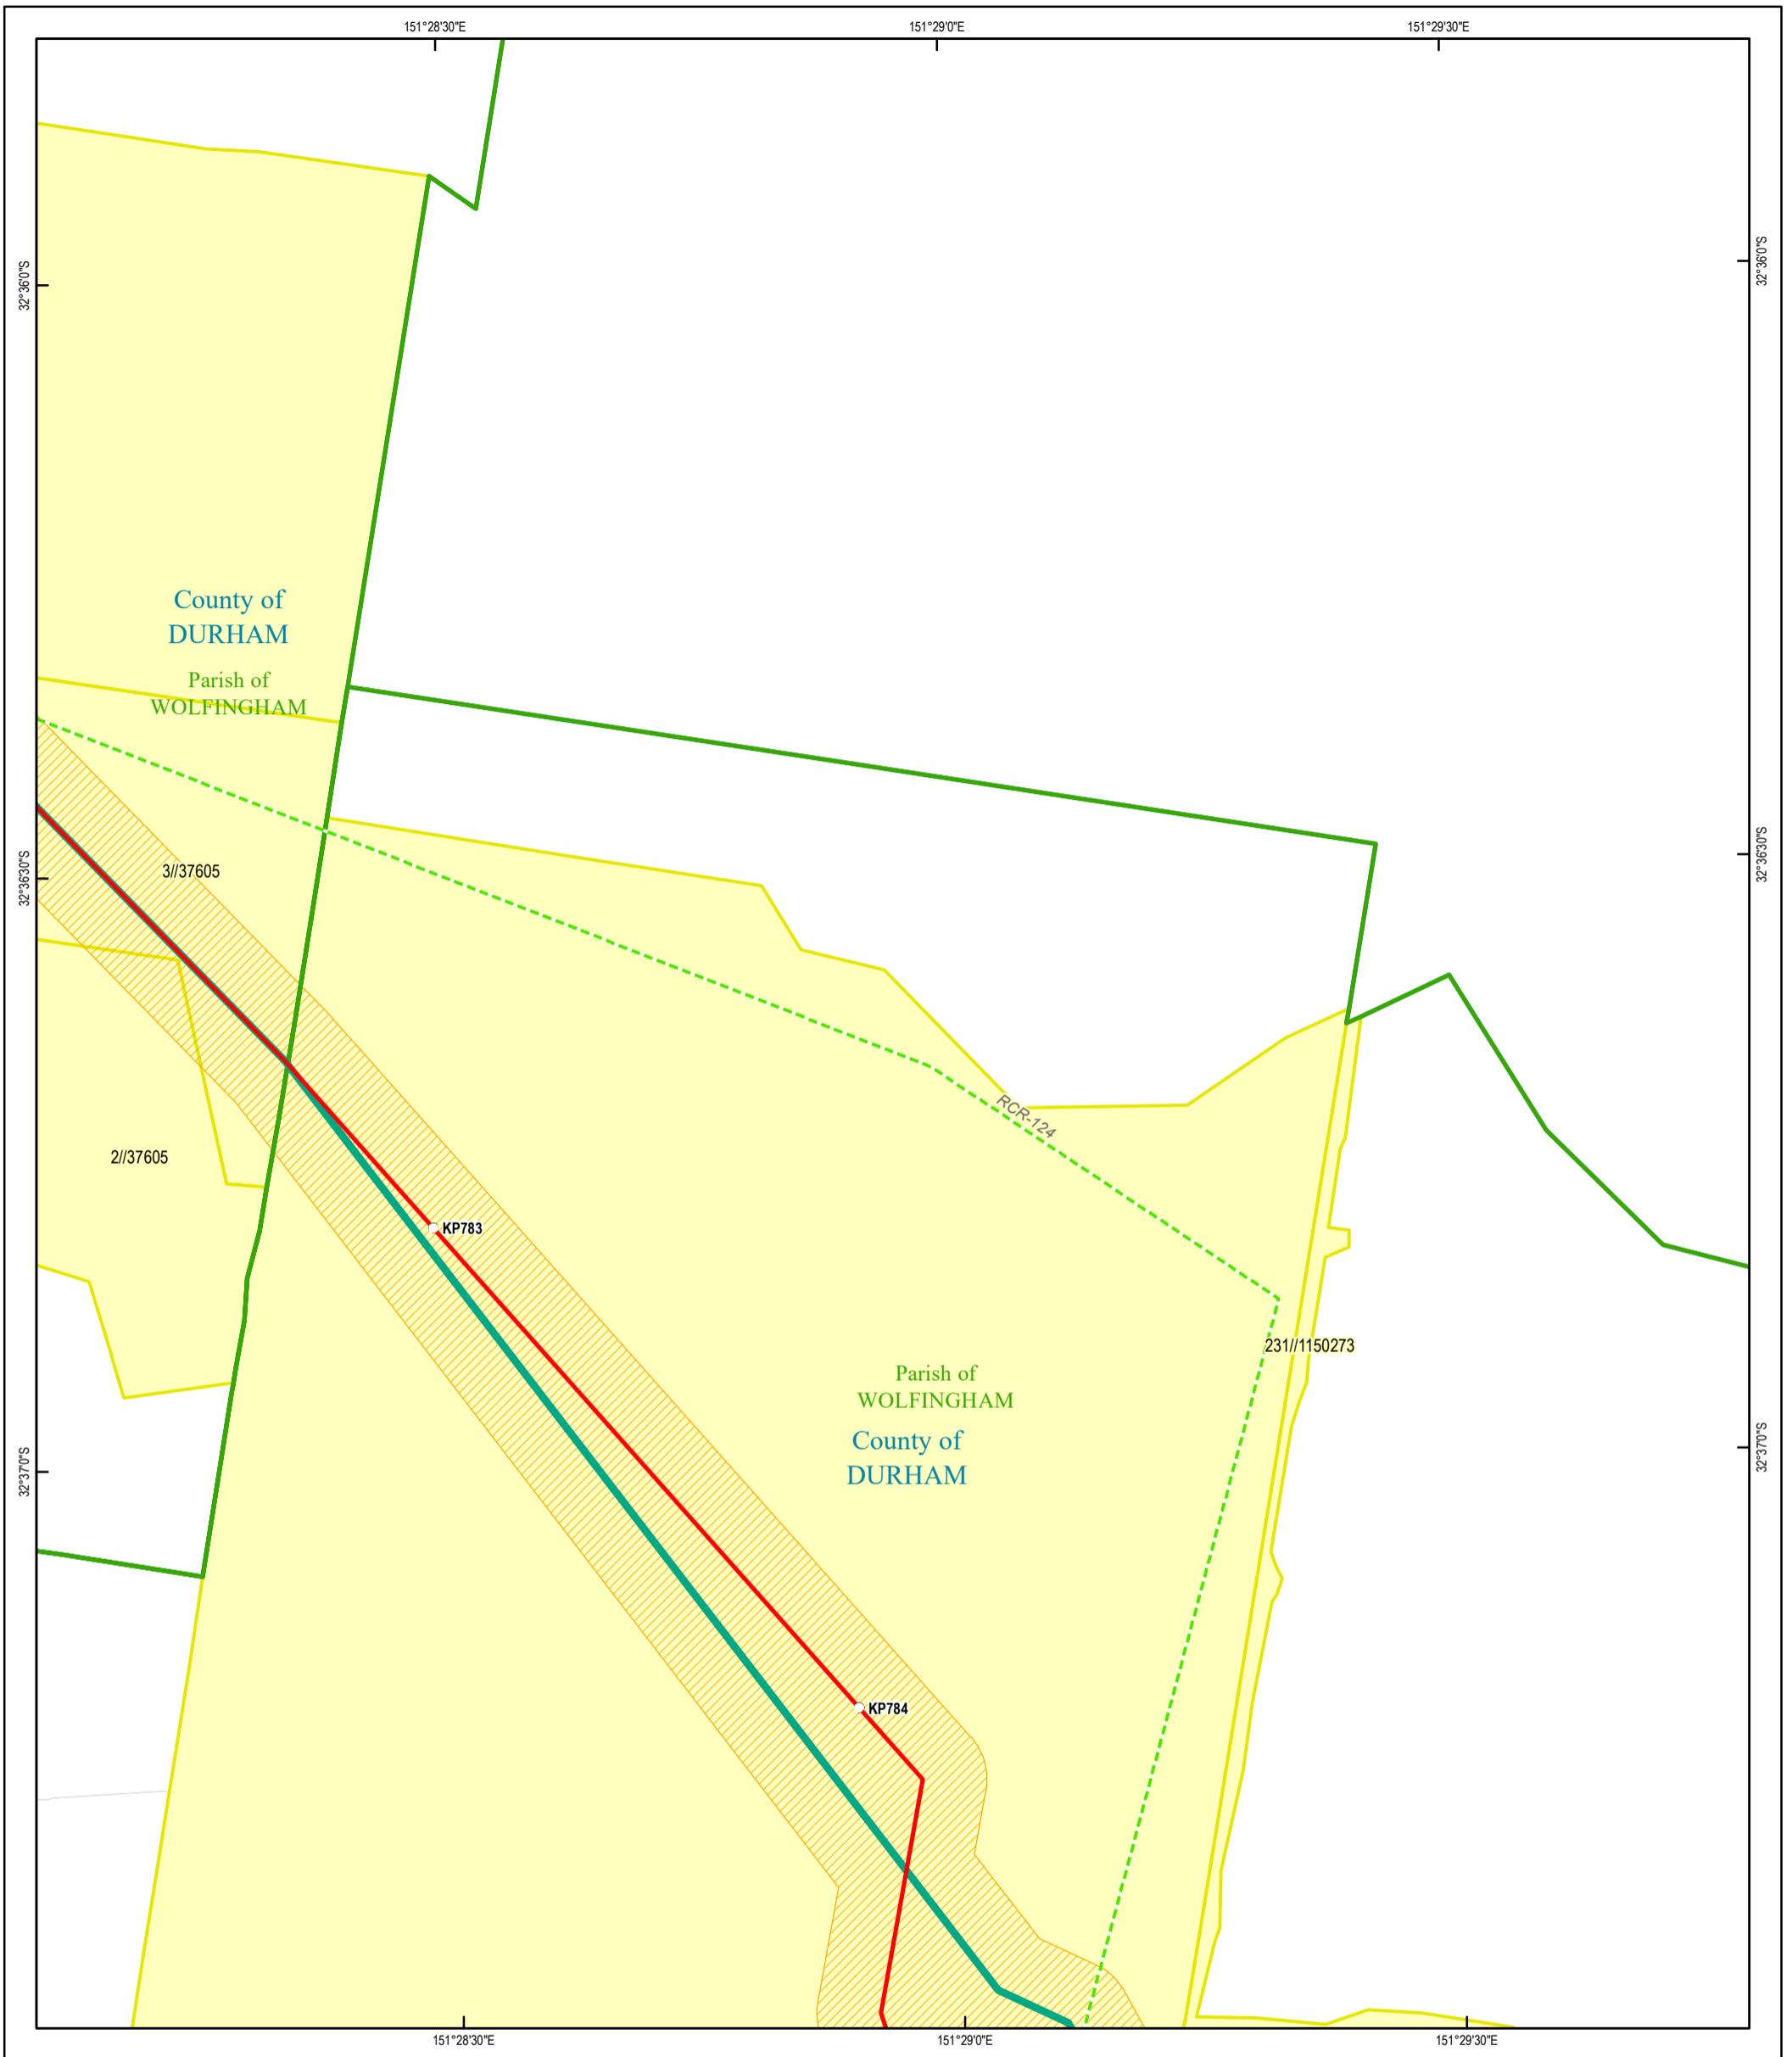 151°28'30"E
151°29'0"E
151°29'30"E
32°36'0"S
32°36'0"S
County of
DURHAM
Parish of
WOLFINGHAM
3//37605
32°36'30"S
32°36'30"S
RCR-124
2//37605
KP783
231//1150273
Parish of
WOLFINGHAM
County of
DURHAM
32°37'0"S
32°37'0"S
KP784
151°28'30"E
151°29'0"E
151°29'30"E